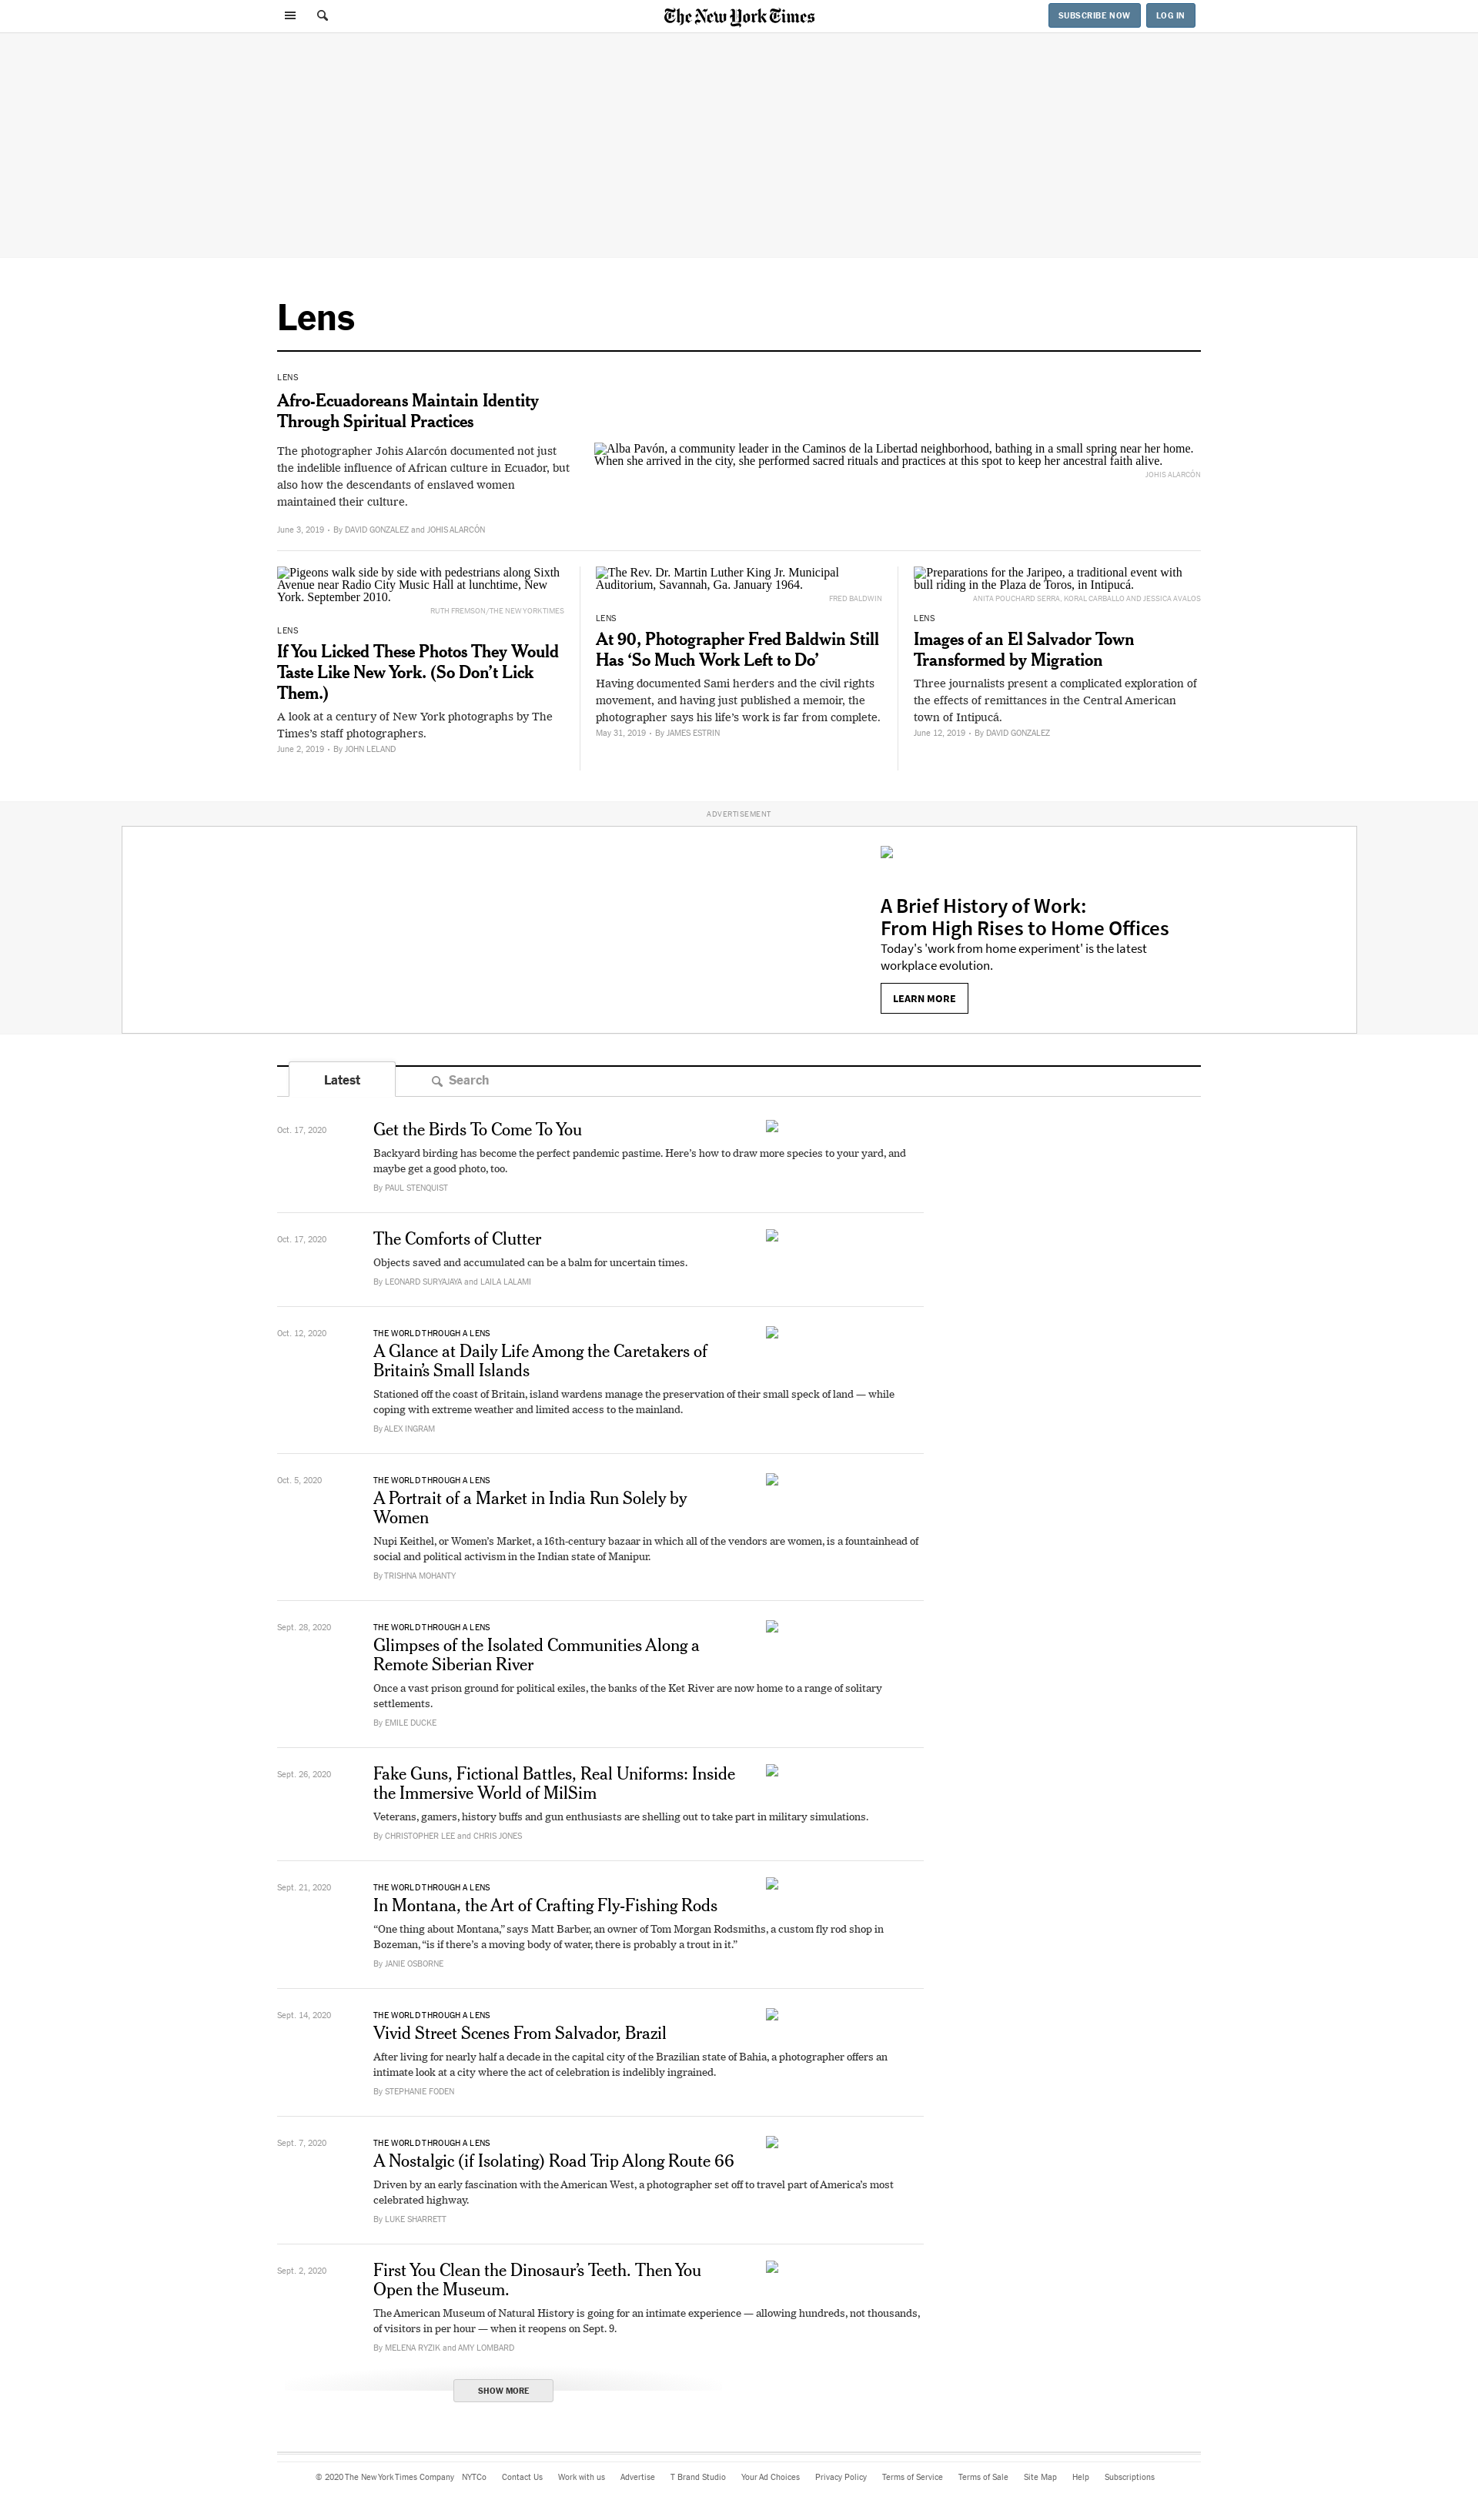 The New York Times
SUBSCRIBE NOW
LOG IN
Lens
LENS
Afro-Ecuadoreans Maintain Identity
Through Spiritual Practices
The photographer Johis Alarcón documented not just
the indelible influence of African culture in Ecuador, but
also how the descendants of enslaved women
maintained their culture.
June 3, 2019 • By DAVID GONZALEZ and JOHIS ALARCÓN
Alba Pavón, a community leader in the Caminos de la Libertad neighborhood, bathing in a small spring near her home.
When she arrived in the city, she performed sacred rituals and practices at this spot to keep her ancestral faith alive.
JOHIS ALARCÓN
Pigeons walk side by side with pedestrians along Sixth
Avenue near Radio City Music Hall at lunchtime, New
York. September 2010.
RUTH FREMSON/THE NEW YORK TIMES
LENS
If You Licked These Photos They Would
Taste Like New York. (So Don’t Lick
Them.)
A look at a century of New York photographs by The
Times’s staff photographers.
June 2, 2019 • By JOHN LELAND
The Rev. Dr. Martin Luther King Jr. Municipal
Auditorium, Savannah, Ga. January 1964.
FRED BALDWIN
LENS
At 90, Photographer Fred Baldwin Still
Has ‘So Much Work Left to Do’
Having documented Sami herders and the civil rights
movement, and having just published a memoir, the
photographer says his life’s work is far from complete.
May 31, 2019 • By JAMES ESTRIN
Preparations for the Jaripeo, a traditional event with
bull riding in the Plaza de Toros, in Intipucá.
ANITA POUCHARD SERRA, KORAL CARBALLO AND JESSICA AVALOS
LENS
Images of an El Salvador Town
Transformed by Migration
Three journalists present a complicated exploration of
the effects of remittances in the Central American
town of Intipucá.
June 12, 2019 • By DAVID GONZALEZ
ADVERTISEMENT
A Brief History of Work:
From High Rises to Home Offices
Today's 'work from home experiment' is the latest
workplace evolution.
LEARN MORE
Latest
Search
Oct. 17, 2020
Get the Birds To Come To You
Backyard birding has become the perfect pandemic pastime. Here’s how to draw more species to your yard, and
maybe get a good photo, too.
By PAUL STENQUIST
Oct. 17, 2020
The Comforts of Clutter
Objects saved and accumulated can be a balm for uncertain times.
By LEONARD SURYAJAYA and LAILA LALAMI
Oct. 12, 2020
THE WORLD THROUGH A LENS
A Glance at Daily Life Among the Caretakers of
Britain’s Small Islands
Stationed off the coast of Britain, island wardens manage the preservation of their small speck of land — while
coping with extreme weather and limited access to the mainland.
By ALEX INGRAM
Oct. 5, 2020
THE WORLD THROUGH A LENS
A Portrait of a Market in India Run Solely by
Women
Nupi Keithel, or Women’s Market, a 16th-century bazaar in which all of the vendors are women, is a fountainhead of
social and political activism in the Indian state of Manipur.
By TRISHNA MOHANTY
Sept. 28, 2020
THE WORLD THROUGH A LENS
Glimpses of the Isolated Communities Along a
Remote Siberian River
Once a vast prison ground for political exiles, the banks of the Ket River are now home to a range of solitary
settlements.
By EMILE DUCKE
Sept. 26, 2020
Fake Guns, Fictional Battles, Real Uniforms: Inside
the Immersive World of MilSim
Veterans, gamers, history buffs and gun enthusiasts are shelling out to take part in military simulations.
By CHRISTOPHER LEE and CHRIS JONES
Sept. 21, 2020
THE WORLD THROUGH A LENS
In Montana, the Art of Crafting Fly-Fishing Rods
“One thing about Montana,” says Matt Barber, an owner of Tom Morgan Rodsmiths, a custom fly rod shop in
Bozeman, “is if there’s a moving body of water, there is probably a trout in it.”
By JANIE OSBORNE
Sept. 14, 2020
THE WORLD THROUGH A LENS
Vivid Street Scenes From Salvador, Brazil
After living for nearly half a decade in the capital city of the Brazilian state of Bahia, a photographer offers an
intimate look at a city where the act of celebration is indelibly ingrained.
By STEPHANIE FODEN
Sept. 7, 2020
THE WORLD THROUGH A LENS
A Nostalgic (if Isolating) Road Trip Along Route 66
Driven by an early fascination with the American West, a photographer set off to travel part of America’s most
celebrated highway.
By LUKE SHARRETT
Sept. 2, 2020
First You Clean the Dinosaur’s Teeth. Then You
Open the Museum.
The American Museum of Natural History is going for an intimate experience — allowing hundreds, not thousands,
of visitors in per hour — when it reopens on Sept. 9.
By MELENA RYZIK and AMY LOMBARD
SHOW MORE
© 2020 The New York Times Company NYTCo Contact Us Work with us Advertise T Brand Studio Your Ad Choices Privacy Policy Terms of Service Terms of Sale Site Map Help Subscriptions